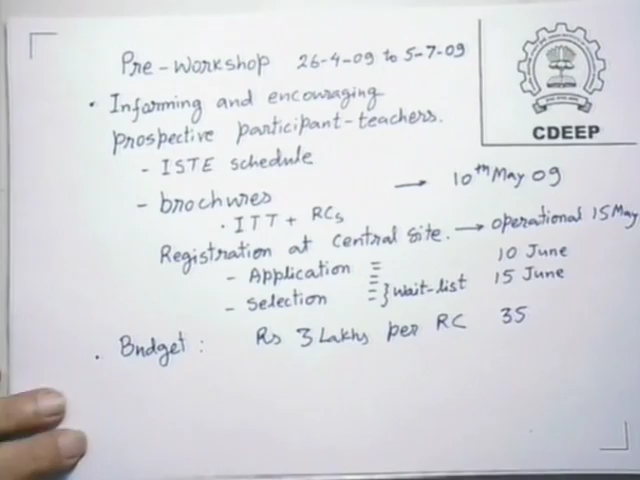 Pre-Workshop 26-4-09 to 5-7-09
• Informing and encouraging
prospective participant-teachers.
- ISTE schedule
- brochures → 10th May 09
• ITT + RCs
Registration at central site. → operational 15 May
- Application 10 June
- Selection } Wait-list 15 June
• Budget : Rs 3 Lakhs per RC 35
CDEEP